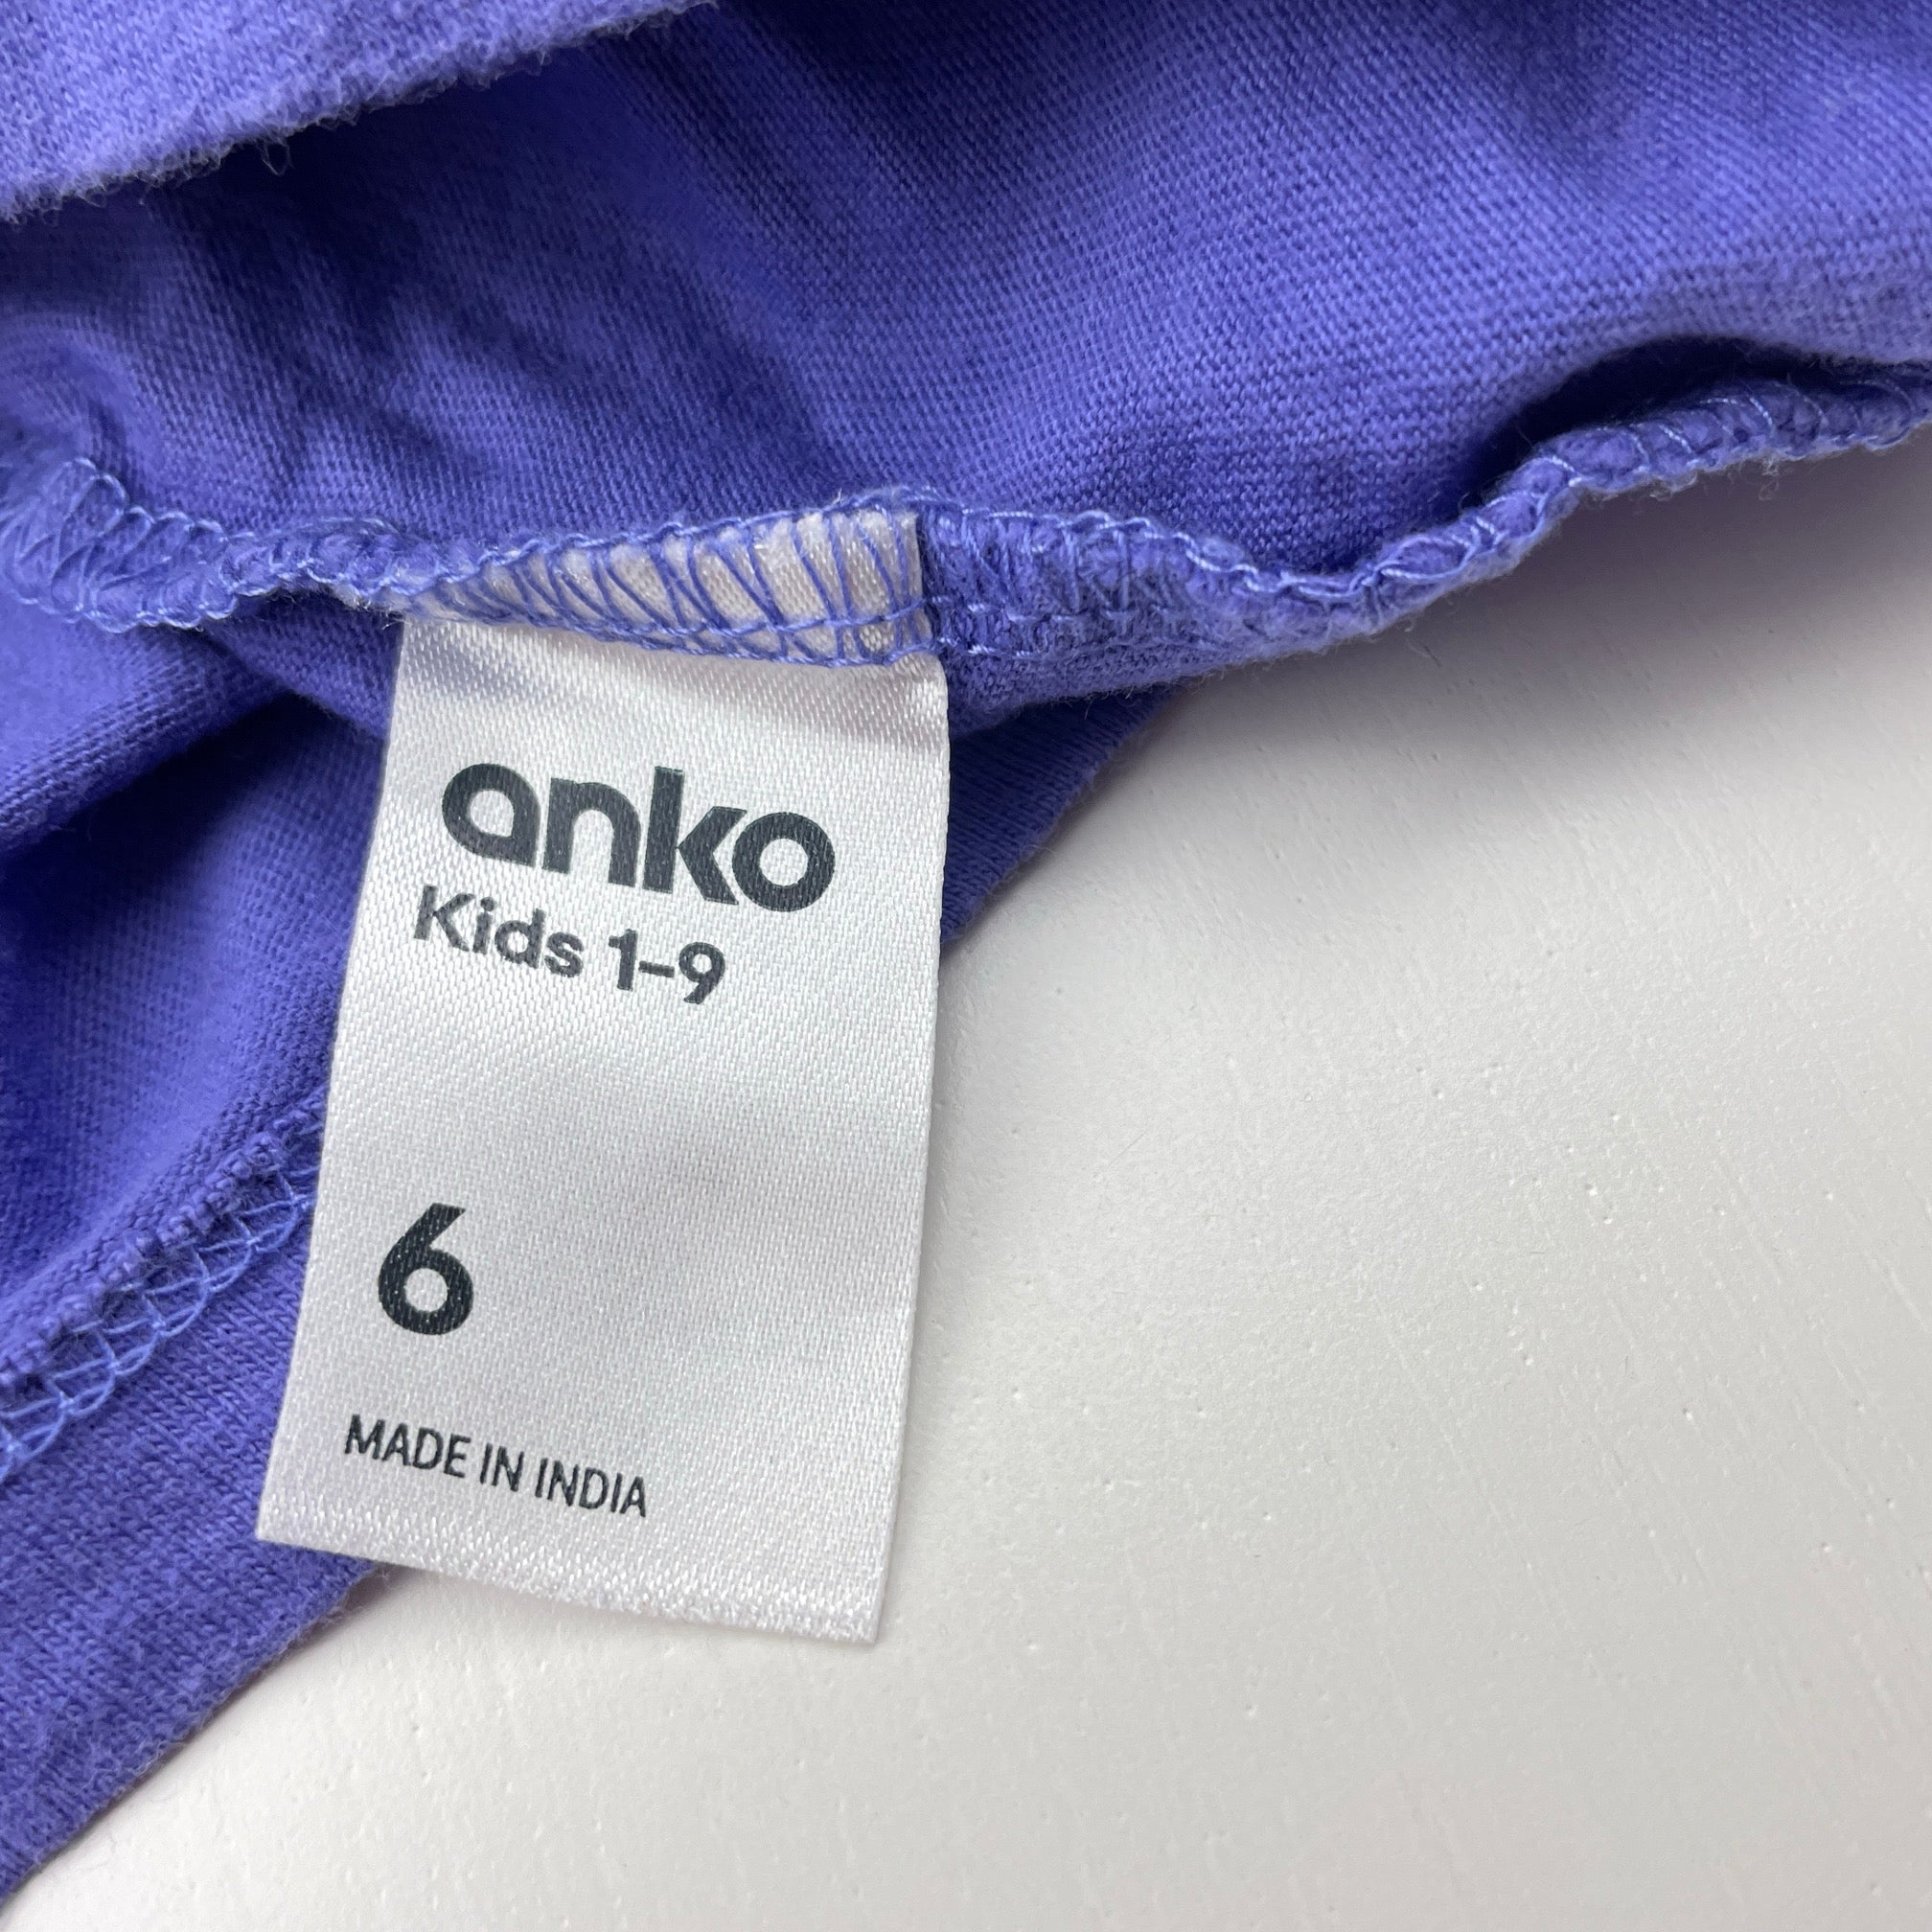 anko
Kids 1-9
6
MADE IN INDIA